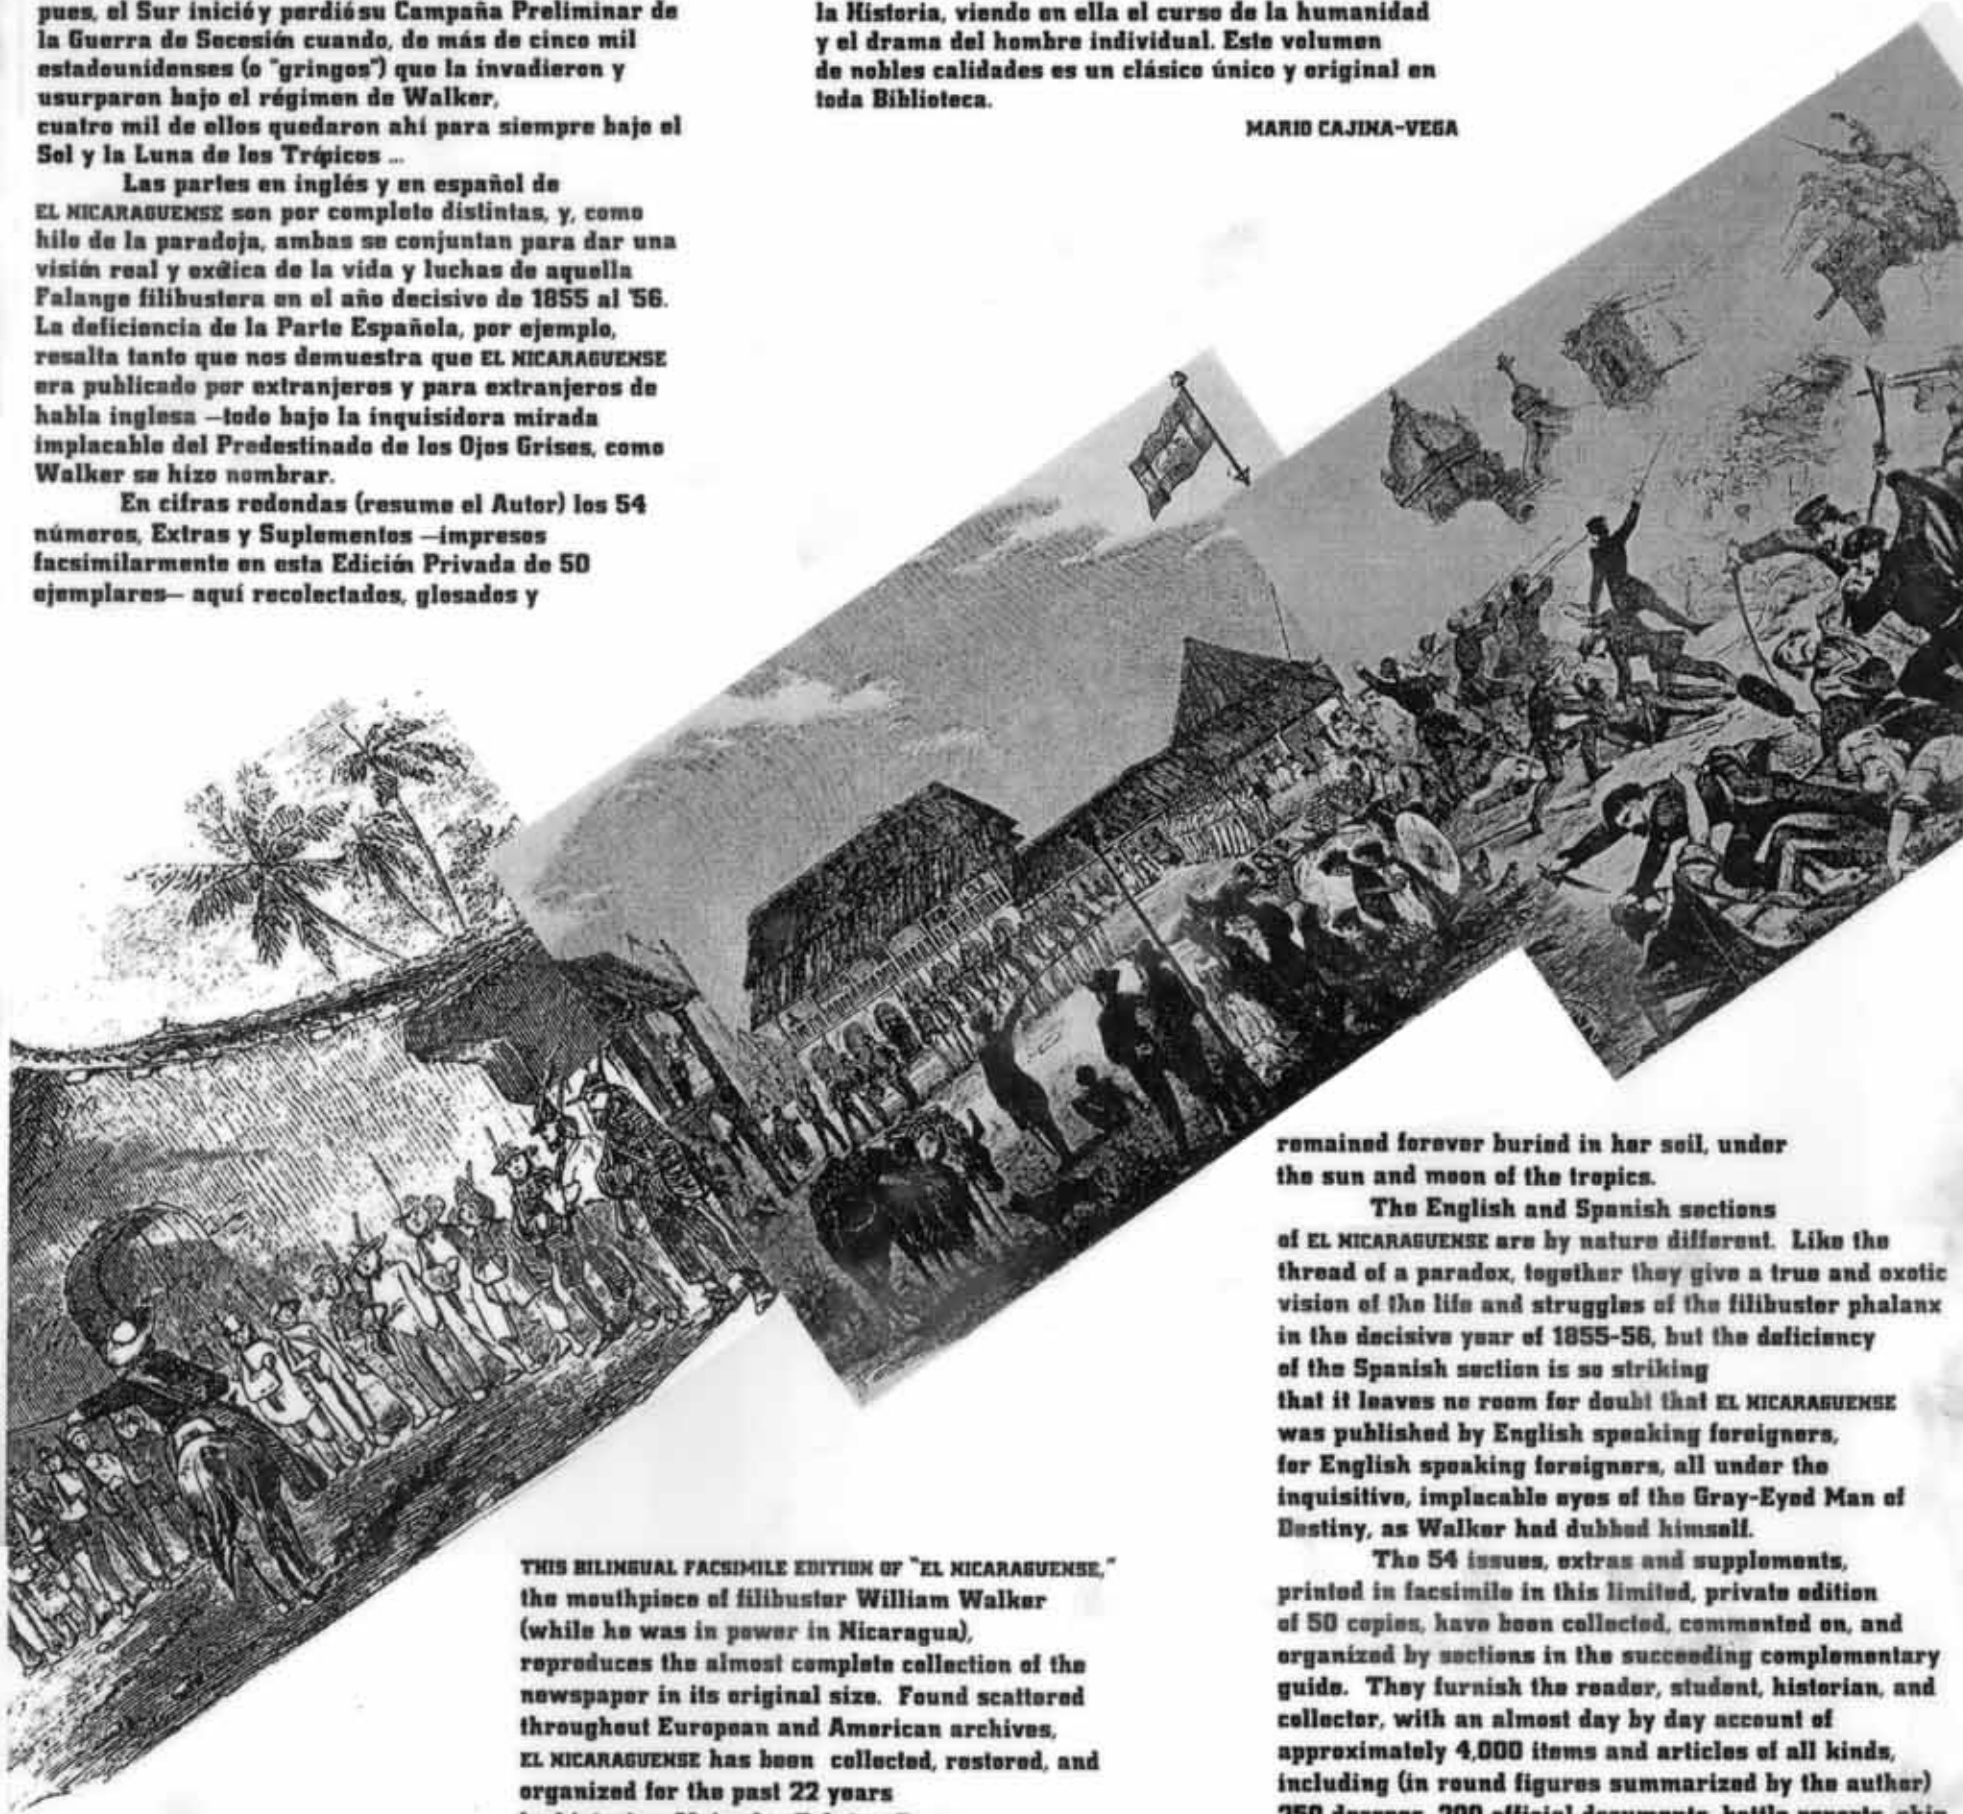 pues, el Sur inició y perdió su Campaña Preliminar de
la Guerra de Secesión cuando, de más de cinco mil
estadounidenses (o "gringos") que la invadieron y
usurparon bajo el régimen de Walker,
cuatro mil de ellos quedaron ahí para siempre bajo el
Sol y la Luna de los Trópicos ...
Las partes en inglés y en español de
EL NICARAGUENSE son por completo distintas, y, como
hilo de la paradoja, ambas se conjuntan para dar una
visión real y exótica de la vida y luchas de aquella
Falange filibustera en el año decisivo de 1855 al '56.
La deficiencia de la Parte Española, por ejemplo,
resalta tanto que nos demuestra que EL NICARAGUENSE
era publicado por extranjeros y para extranjeros de
habla inglesa —todo bajo la inquisidora mirada
implacable del Predestinado de los Ojos Grises, como
Walker se hizo nombrar.
En cifras redondas (resume el Autor) los 54
números, Extras y Suplementos —impresos
facsimilarmente en esta Edición Privada de 50
ejemplares— aquí recolectados, glosados y
la Historia, viendo en ella el curso de la humanidad
y el drama del hombre individual. Este volumen
de nobles calidades es un clásico único y original en
toda Biblioteca.
MARIO CAJINA-VEGA
THIS BILINGUAL FACSIMILE EDITION OF "EL NICARAGUENSE,"
the mouthpiece of filibuster William Walker
(while he was in power in Nicaragua),
reproduces the almost complete collection of the
newspaper in its original size. Found scattered
throughout European and American archives,
EL NICARAGUENSE has been collected, restored, and
organized for the past 22 years
remained forever buried in her soil, under
the sun and moon of the tropics.
The English and Spanish sections
of EL NICARAGUENSE are by nature different. Like the
thread of a paradox, together they give a true and exotic
vision of the life and struggles of the filibuster phalanx
in the decisive year of 1855-56, but the deficiency
of the Spanish section is so striking
that it leaves no room for doubt that EL NICARAGUENSE
was published by English speaking foreigners,
for English speaking foreigners, all under the
inquisitive, implacable eyes of the Gray-Eyed Man of
Destiny, as Walker had dubbed himself.
The 54 issues, extras and supplements,
printed in facsimile in this limited, private edition
of 50 copies, have been collected, commented on, and
organized by sections in the succeeding complementary
guide. They furnish the reader, student, historian, and
collector, with an almost day by day account of
approximately 4,000 items and articles of all kinds,
including (in round figures summarized by the author)